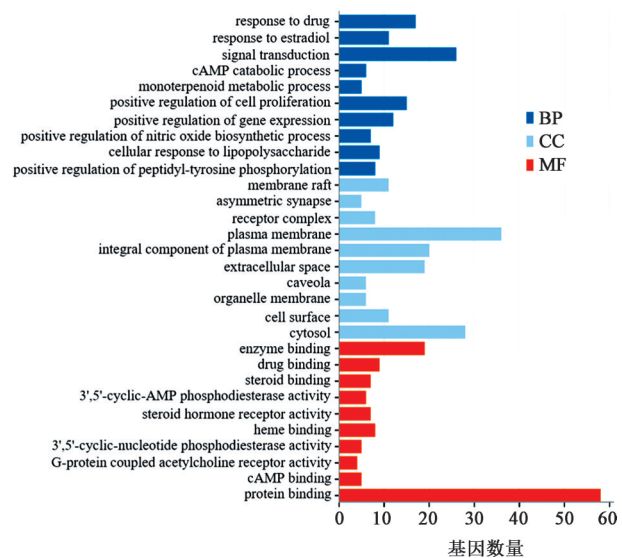 response to drug
response to estradiol
signal transduction
cAMP catabolic process
monoterpenoid metabolic process
positive regulation of cell proliferation
positive regulation of gene expression
positive regulation of nitric oxide biosynthetic process
cellular response to lipopolysaccharide
positive regulation of peptidyl-tyrosine phosphorylation
membrane raft
asymmetric synapse
receptor complex
plasma membrane
integral component of plasma membrane
extracellular space
caveola
organelle membrane
cell surface
cytosol
enzyme binding
drug binding
steroid binding
3',5'-cyclic-AMP phosphodiesterase activity
steroid hormone receptor activity
heme binding
3',5'-cyclic-nucleotide phosphodiesterase activity
G-protein coupled acetylcholine receptor activity
cAMP binding
protein binding
BP
CC
MF
0 10 20 30 40 50 60
基因数量